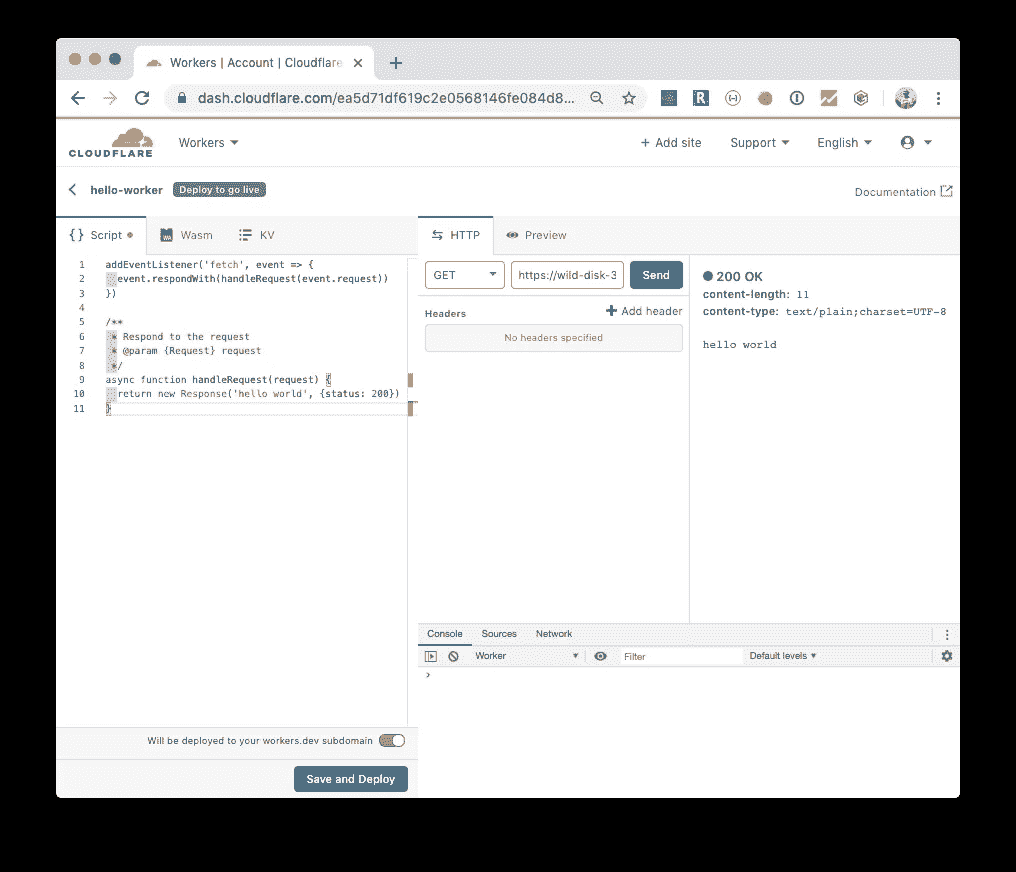 Workers | Account | Cloudflare
dash.cloudflare.com/ea5d71df619c2e0568146fe084d8...
CLOUDFLARE
Workers
+ Add site
Support
English
hello-worker
Deploy to go live
Documentation
{ } Script
Wasm
KV
HTTP
Preview
1 addEventListener('fetch', event => {
2 event.respondWith(handleRequest(event.request))
3 })
4
5 /**
6 * Respond to the request
7 * @param {Request} request
8 */
9 async function handleRequest(request) {
10 return new Response('hello world', {status: 200})
11 }
GET
https://wild-disk-3
Send
Headers
+ Add header
No headers specified
200 OK
content-length: 11
content-type: text/plain;charset=UTF-8
hello world
Console
Sources
Network
Worker
Filter
Default levels
>
Will be deployed to your workers.dev subdomain
Save and Deploy